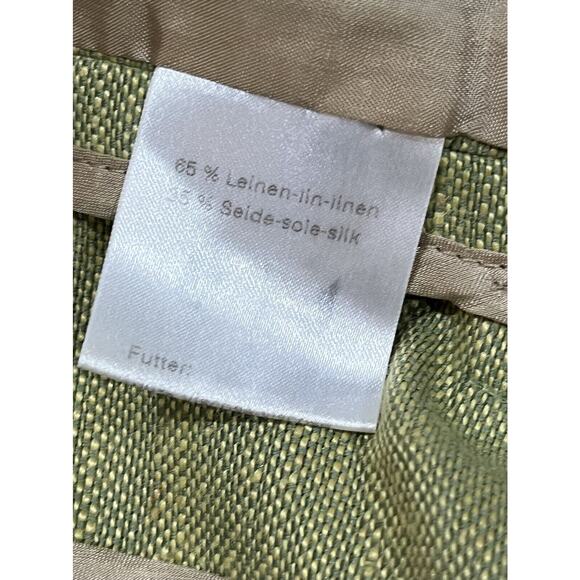 65 % Leinen-lin-linen
35 % Seide-soie-silk
Futter: